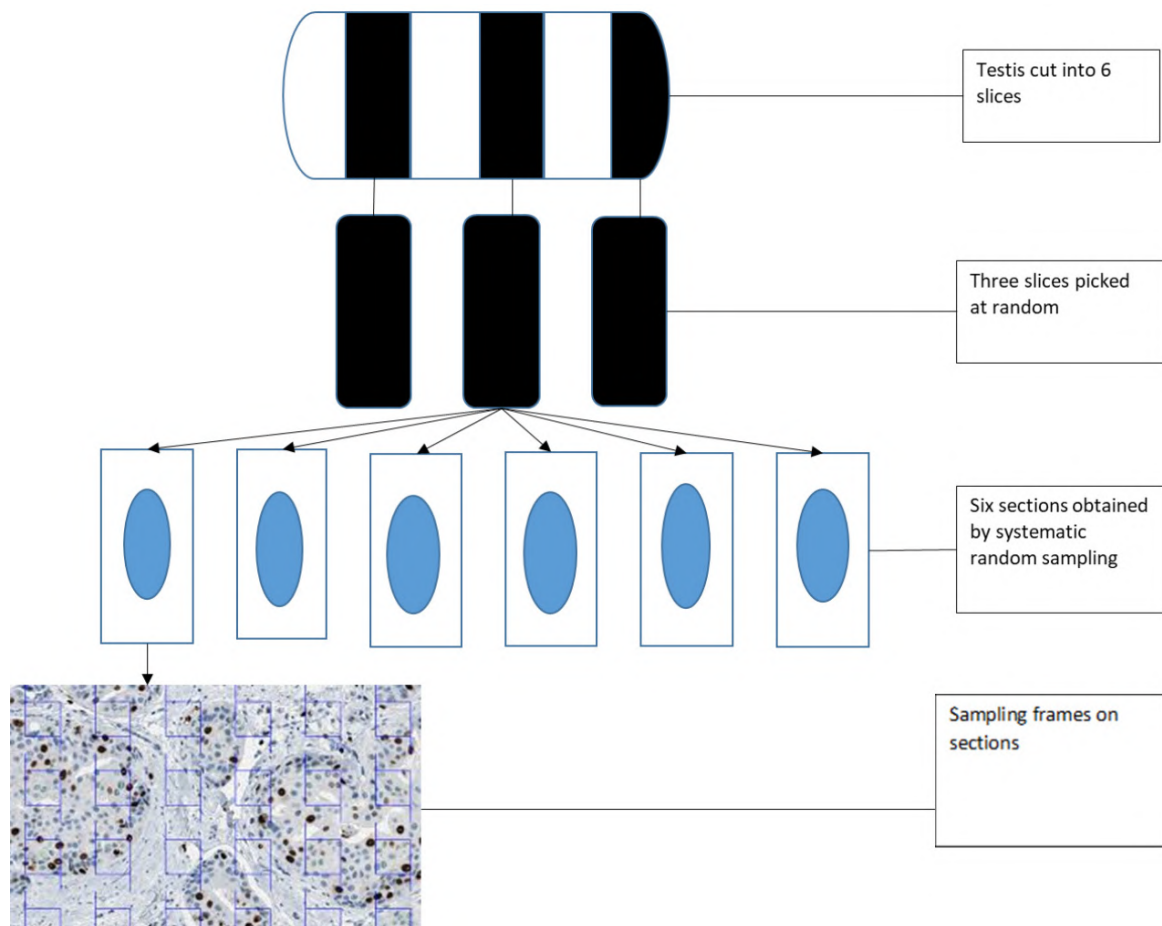 Testis cut into 6
slices
Three slices picked
at random
Six sections obtained
by systematic
random sampling
Sampling frames on
sections